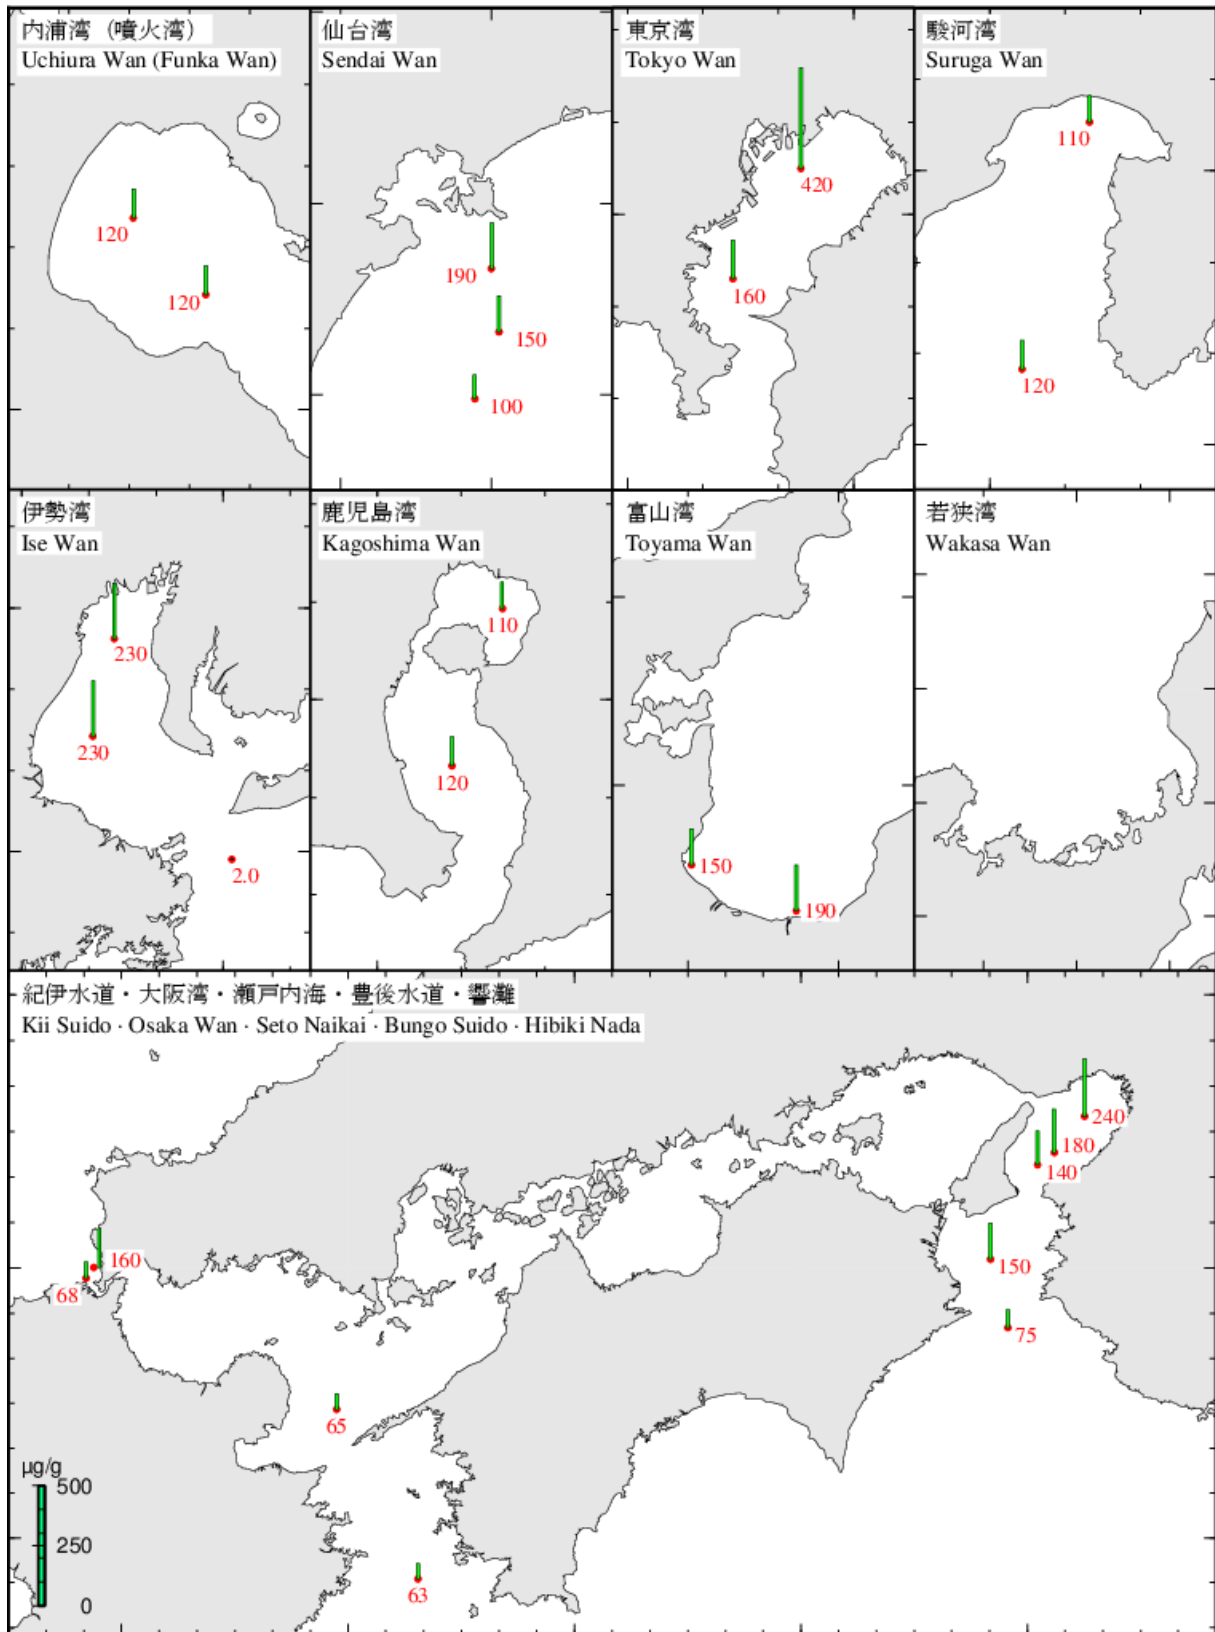 内浦湾（噴火湾）
Uchiura Wan (Funka Wan)
120
120
仙台湾
Sendai Wan
190
150
100
東京湾
Tokyo Wan
420
160
駿河湾
Suruga Wan
110
120
伊勢湾
Ise Wan
230
230
2.0
鹿児島湾
Kagoshima Wan
110
120
富山湾
Toyama Wan
150
190
若狭湾
Wakasa Wan
紀伊水道・大阪湾・瀬戸内海・豊後水道・響灘
Kii Suido · Osaka Wan · Seto Naikai · Bungo Suido · Hibiki Nada
240
180
140
160
150
68
75
65
63
µg/g
500
250
0